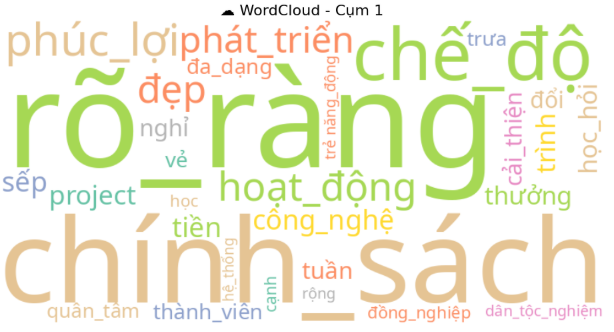 ☁ WordCloud - Cụm 1
phúc_lợi
phát_triển
chế_độ
trưa
đa_dạng
trẻ năng_động
đẹp
rõ_ràng
nghỉ
vẻ
cải_thiện
đổi
trình
học_hỏi
sếp
project
học
hoạt_động
thưởng
tiền
công_nghệ
chính_sách
hệ_thống
cạnh
tuần
rộng
quân_tâm
thành_viên
đồng_nghiệp
dân_tộc_nghiệm